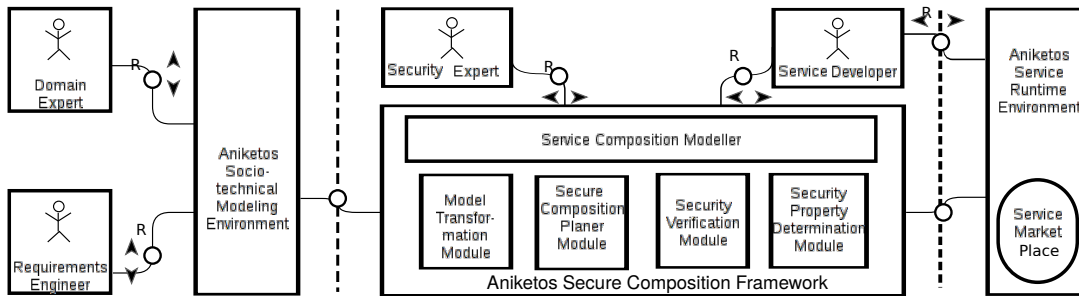 Domain
Expert
R
Requirements
Engineer
R
Aniketos
Socio-
technical
Modeling
Environment
Security Expert
R
Service Developer
R
R
Service Composition Modeller
Model
Transfor-
mation
Module
Secure
Composition
Planer Module
Security
Verification
Module
Security
Property
Determination
Module
Aniketos Secure Composition Framework
Aniketos
Service
Runtime
Environment
Service
Market
Place